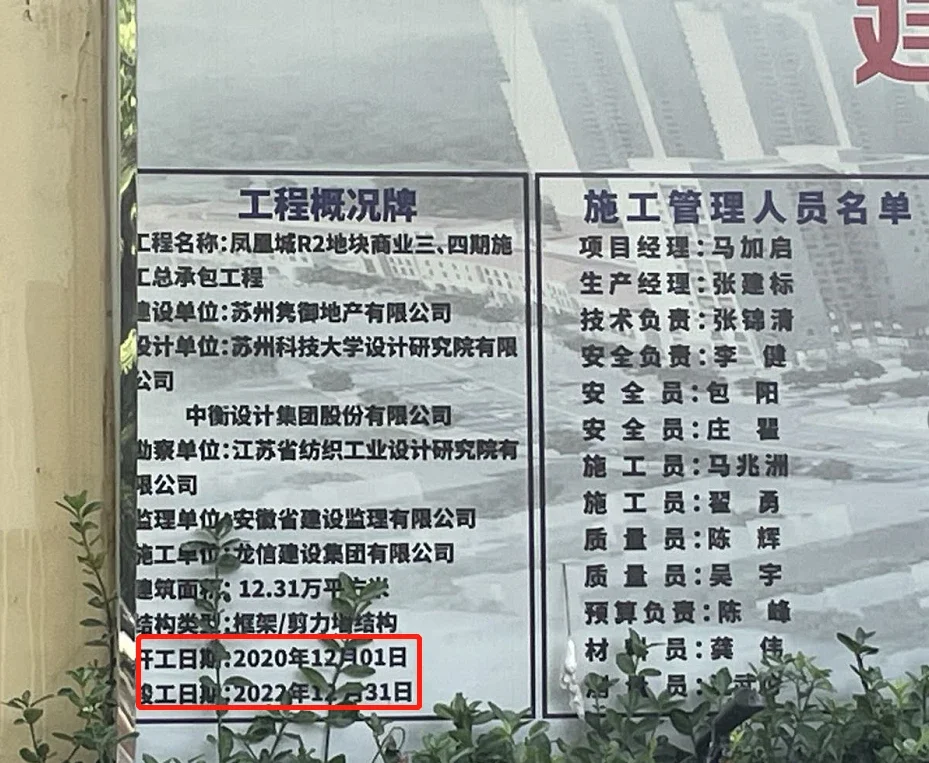 建
工程概况牌
工程名称:凤凰城R2地块商业三、四期施
工总承包工程
建设单位:苏州隽御地产有限公司
设计单位:苏州科技大学设计研究院有限
公司
中衡设计集团股份有限公司
勘察单位:江苏省纺织工业设计研究院有
限公司
监理单位:安徽省建设监理有限公司
施工单位:龙信建设集团有限公司
建筑面积:12.31万平方米
结构类型:框架/剪力墙结构
开工日期:2020年12月01日
竣工日期:2022年12月31日
施工管理人员名单
项目经理:马加启
生产经理:张建标
技术负责:张锦清
安全负责:李 健
安 全 员:包 阳
安 全 员:庄 翟
施 工 员:马兆洲
施 工 员:翟 勇
质 量 员:陈 辉
质 量 员:吴 宇
预算负责:陈 峰
材 料 员:龚 伟
员: